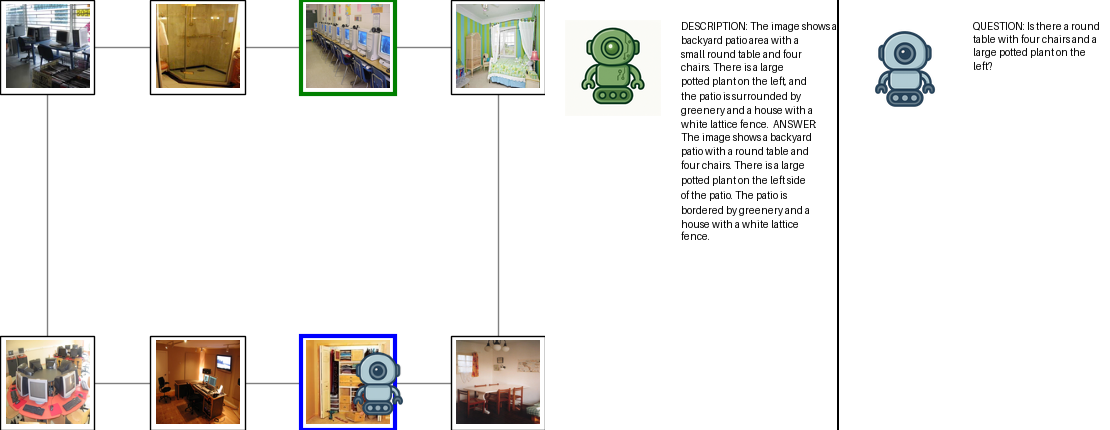 DESCRIPTION: The image shows a
backyard patio area with a
small round table and four
chairs. There is a large
potted plant on the left, and
the patio is surrounded by
greenery and a house with a
white lattice fence. ANSWER:
The image shows a backyard
patio with a round table and
four chairs. There is a large
potted plant on the left side
of the patio. The patio is
bordered by greenery and a
house with a white lattice
fence.
QUESTION: Is there a round
table with four chairs and a
large potted plant on the
left?